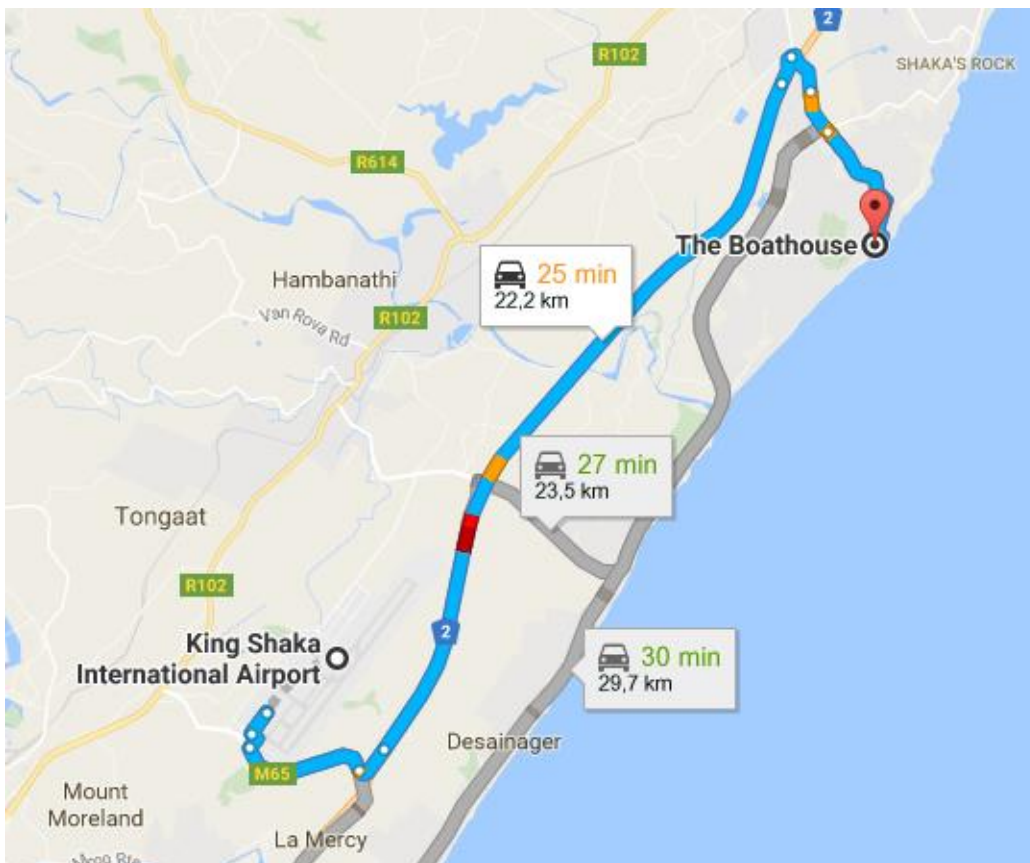 2
R102
SHAKA'S ROCK
R614
The Boathouse
25 min
22,2 km
Hambanathi
Van Rova Rd
R102
27 min
23,5 km
Tongaat
R102
2
King Shaka
International Airport
30 min
29,7 km
Desainager
M65
Mount
Moreland
La Mercy